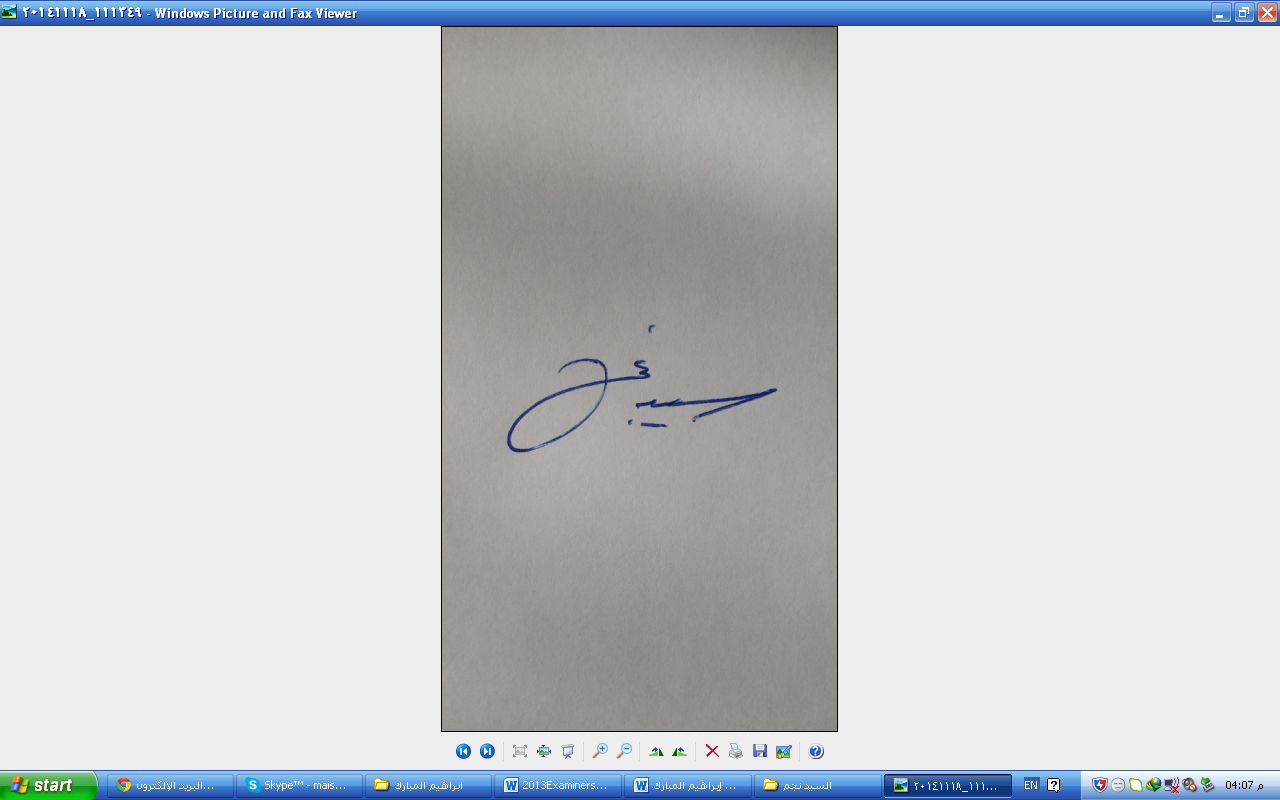 ٢٠١٤١١١٨_١١١٣٤٩ - Windows Picture and Fax Viewer
start
البريد الإلكترون...
Skype™ - mais...
ابراهيم المبارك
2013Examiners...
إبراهيم المبارك ...
السيد نجم
٢٠١٤١١١٨_١١١...
EN
04:07 م